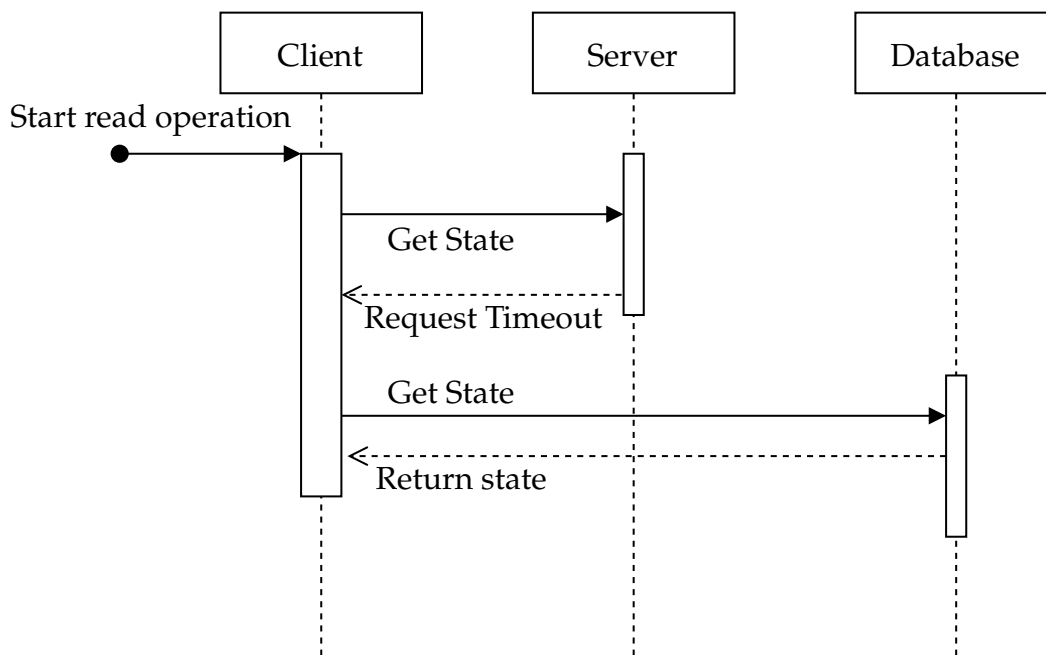 Client
Server
Database
Start read operation
Get State
Request Timeout
Get State
Return state